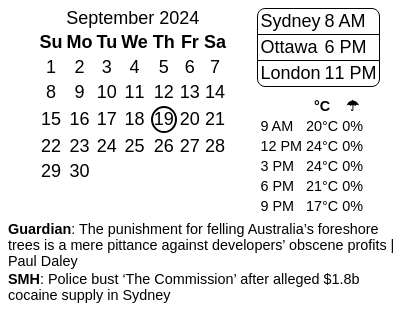 September 2024
Su Mo Tu We Th Fr Sa
1 2 3 4 5 6 7
8 9 10 11 12 13 14
15 16 17 18 19 20 21
22 23 24 25 26 27 28
29 30
Sydney 8 AM
Ottawa 6 PM
London 11 PM
°C ☂
9 AM 20°C 0%
12 PM 24°C 0%
3 PM 24°C 0%
6 PM 21°C 0%
9 PM 17°C 0%
Guardian: The punishment for felling Australia’s foreshore
trees is a mere pittance against developers’ obscene profits |
Paul Daley
SMH: Police bust ‘The Commission’ after alleged $1.8b
cocaine supply in Sydney